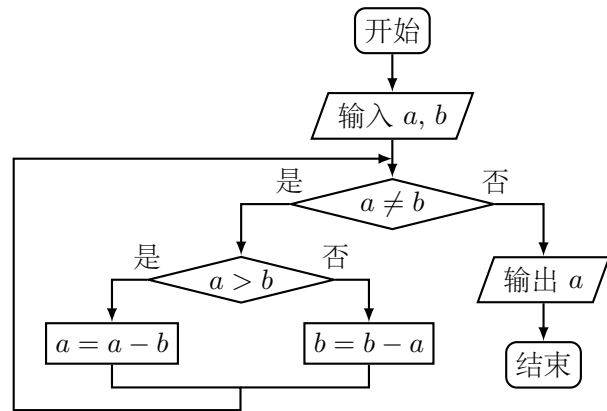 开始
输入 a, b
是
否
a ≠ b
是
否
a > b
输出 a
a = a − b
b = b − a
结束